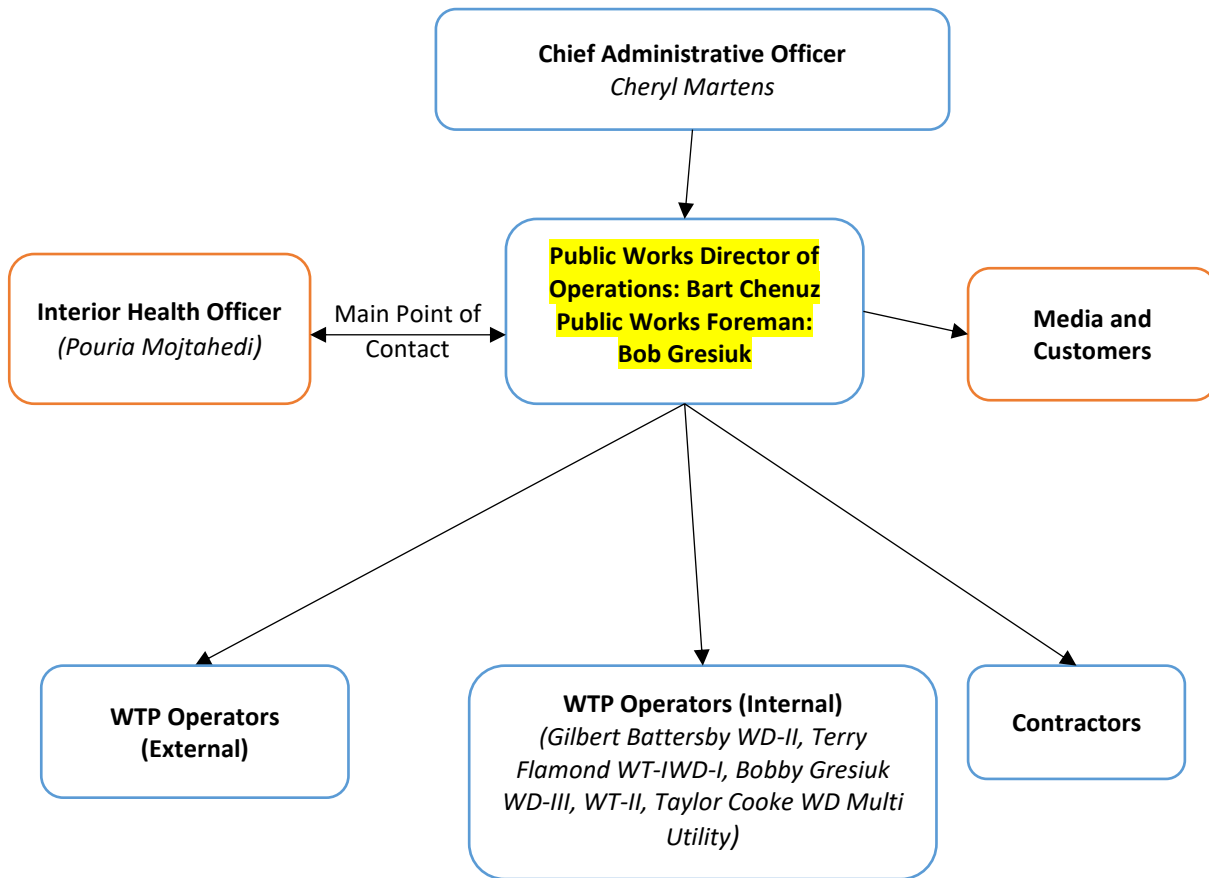 Chief Administrative Officer
Cheryl Martens
Public Works Director of
Operations: Bart Chenuz
Public Works Foreman:
Bob Gresiuk
Interior Health Officer
(Pouria Mojtahedi)
Main Point of
Contact
Media and
Customers
WTP Operators
(External)
WTP Operators (Internal)
(Gilbert Battersby WD-II, Terry
Flamond WT-IWD-I, Bobby Gresiuk
WD-III, WT-II, Taylor Cooke WD Multi
Utility)
Contractors